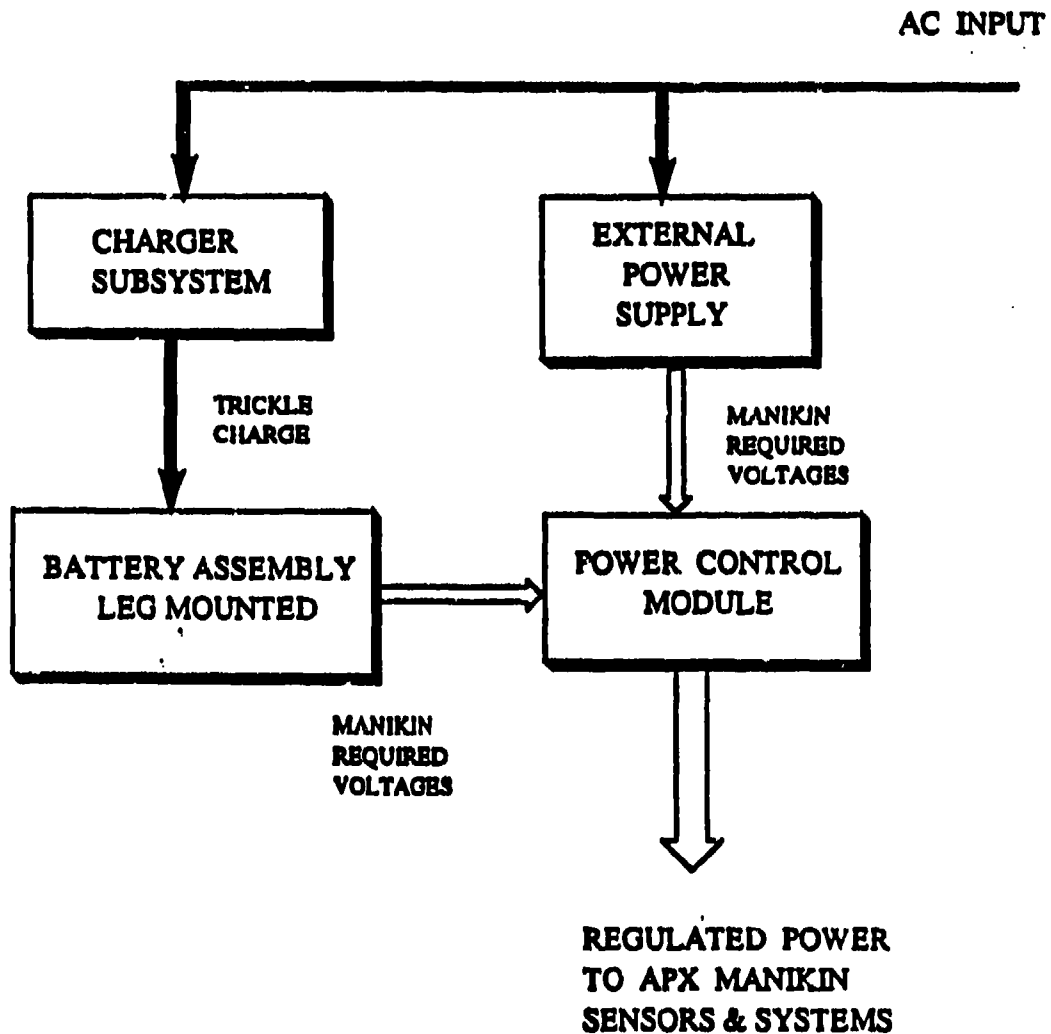 AC INPUT
CHARGER
SUBSYSTEM
EXTERNAL
POWER
SUPPLY
TRICKLE
CHARGE
MANIKIN
REQUIRED
VOLTAGES
BATTERY ASSEMBLY
LEG MOUNTED
POWER CONTROL
MODULE
MANIKIN
REQUIRED
VOLTAGES
REGULATED POWER
TO APX MANIKIN
SENSORS & SYSTEMS